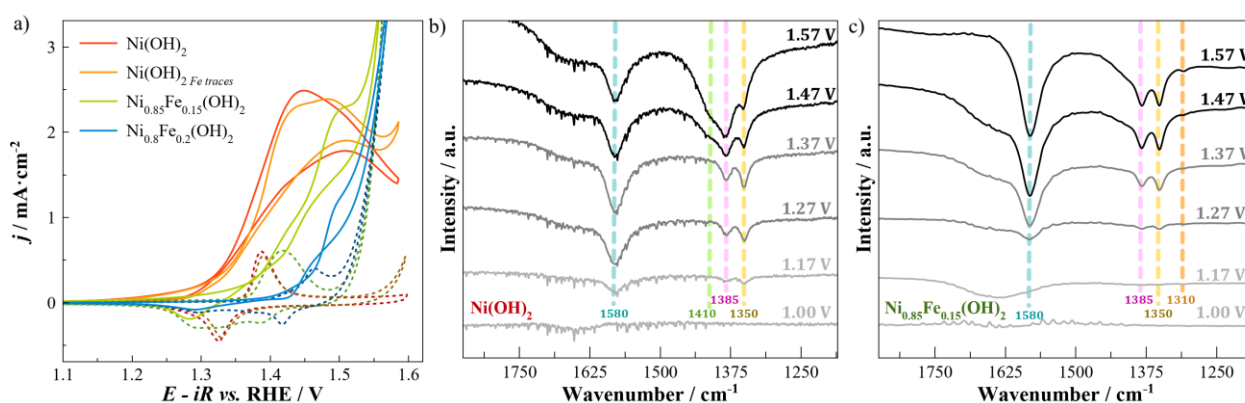 a)
Ni(OH)2
Ni(OH)2 Fe traces
Ni0.85Fe0.15(OH)2
Ni0.8Fe0.2(OH)2
3
2
1
0
j / mA·cm-2
1.1 1.2 1.3 1.4 1.5 1.6
E - iR vs. RHE / V
b)
1.57 V
1.47 V
1.37 V
1.27 V
1.17 V
1.00 V
Ni(OH)2
1580
1410
1385
1350
Intensity / a.u.
1750 1625 1500 1375 1250
Wavenumber / cm-1
c)
1.57 V
1.47 V
1.37 V
1.27 V
1.17 V
1.00 V
Ni0.85Fe0.15(OH)2
1580
1385
1350
1310
Intensity / a.u.
1750 1625 1500 1375 1250
Wavenumber / cm-1